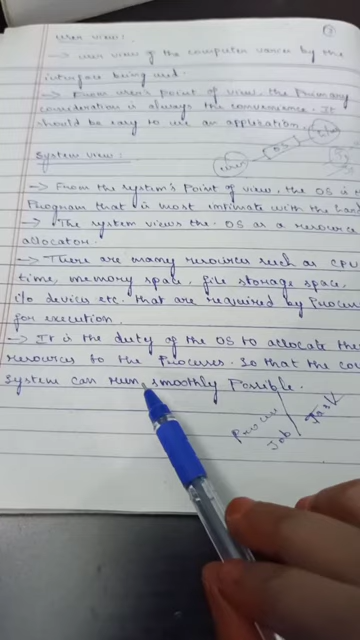 User view:
→ User view of the computer varies by the
interface being used.
→ From user's point of view, the primary
consideration is always the convenience. It
should be easy to use an application.
user
OS
System view:
→ From the system's point of view, the OS is a
Program that is most intimate with the hard
→ The system views the OS as a resource
allocator.
→ There are many resources such as CPU
time, memory space, file storage space,
i/o devices etc. that are required by Processes
for execution.
→ It is the duty of the OS to allocate these
resources to the Processes. So that the com
System can run smoothly Possible.
Process
Job
Task